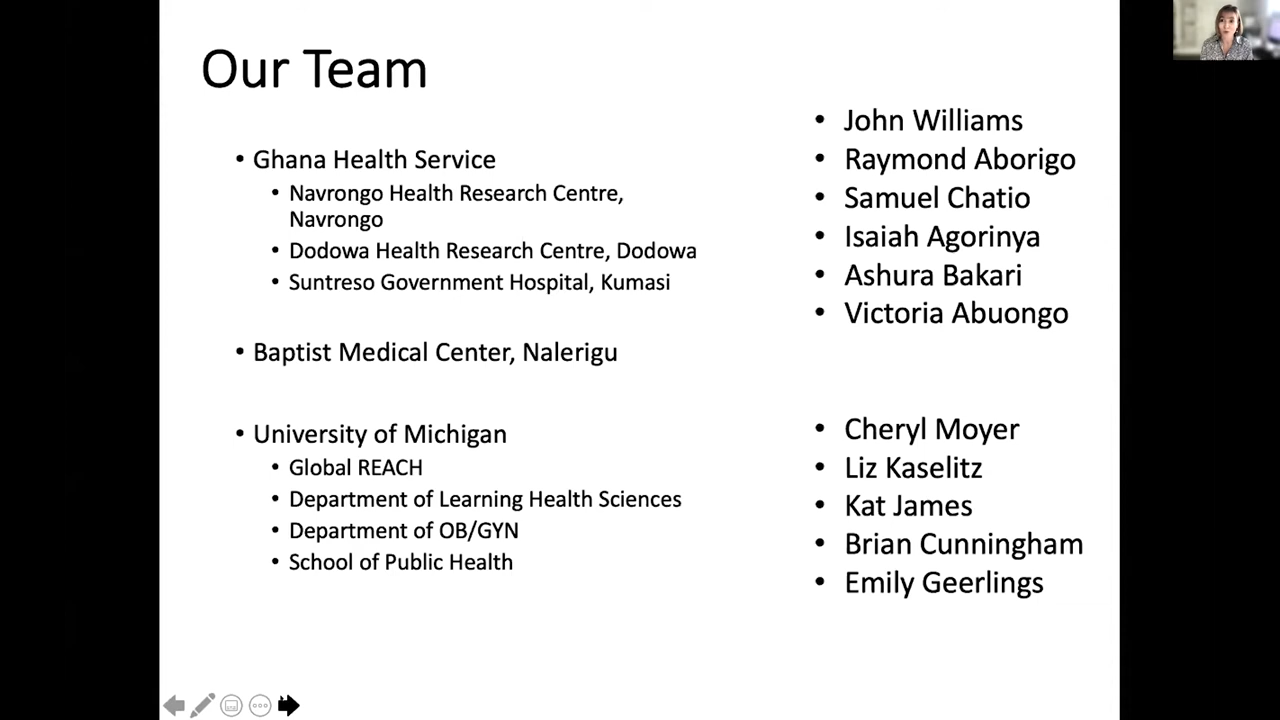 Our Team
• Ghana Health Service
• Navrongo Health Research Centre,
Navrongo
• Dodowa Health Research Centre, Dodowa
• Suntreso Government Hospital, Kumasi
• Baptist Medical Center, Nalerigu
• University of Michigan
• Global REACH
• Department of Learning Health Sciences
• Department of OB/GYN
• School of Public Health
• John Williams
• Raymond Aborigo
• Samuel Chatio
• Isaiah Agorinya
• Ashura Bakari
• Victoria Abuongo
• Cheryl Moyer
• Liz Kaselitz
• Kat James
• Brian Cunningham
• Emily Geerlings